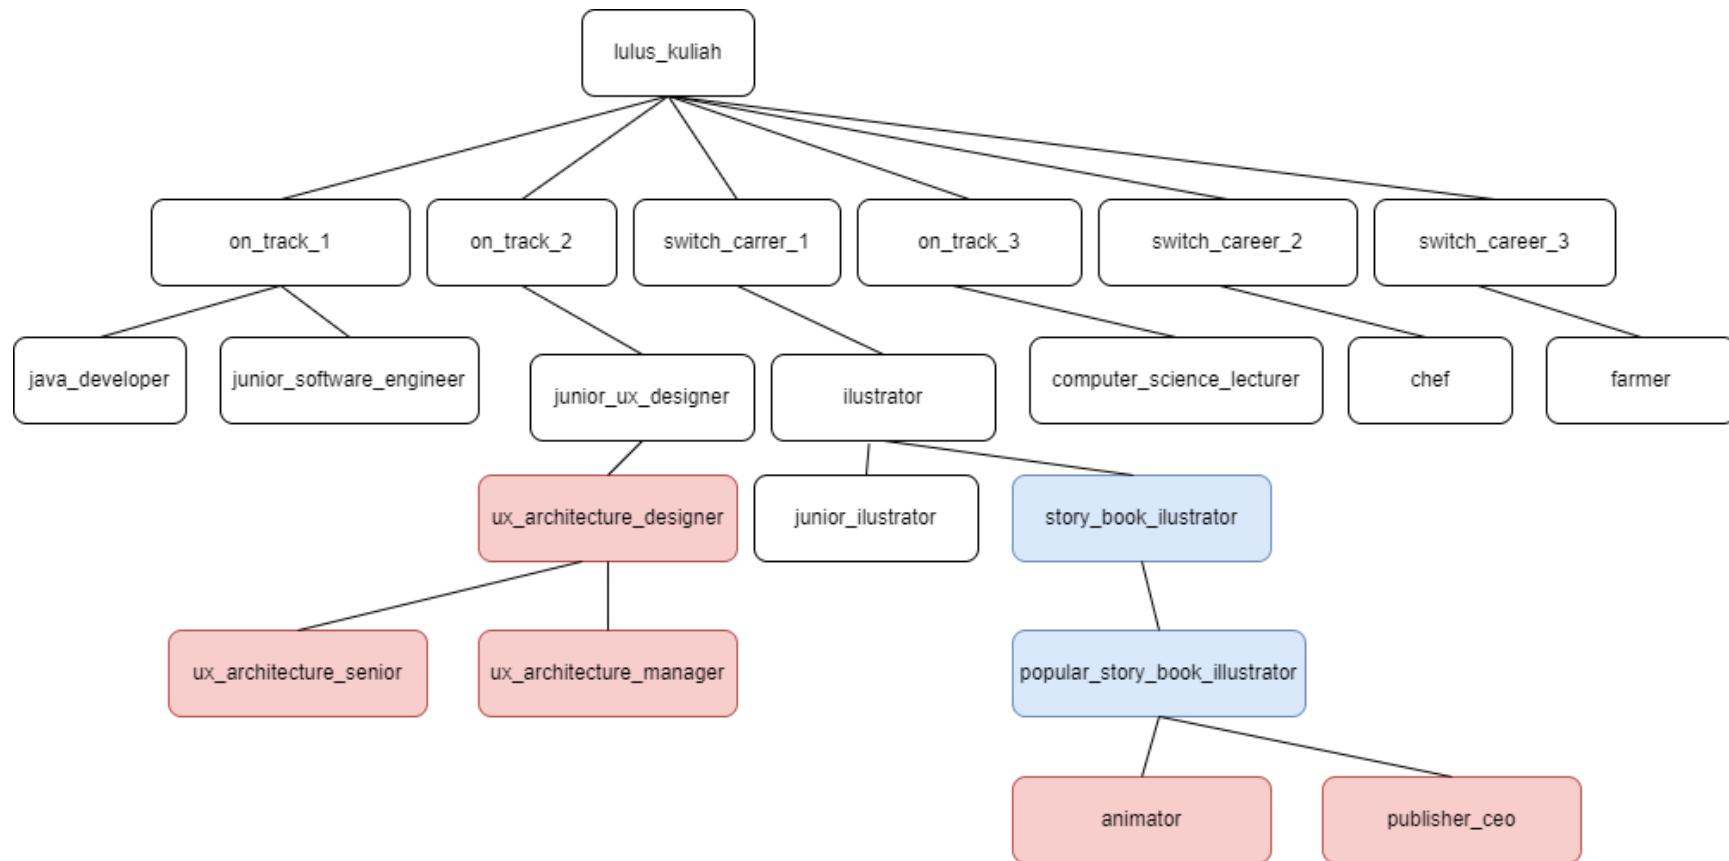 lulus_kuliah
on_track_1
on_track_2
switch_carrer_1
on_track_3
switch_career_2
switch_career_3
java_developer
junior_software_engineer
junior_ux_designer
ilustrator
computer_science_lecturer
chef
farmer
ux_architecture_designer
junior_ilustrator
story_book_ilustrator
ux_architecture_senior
ux_architecture_manager
popular_story_book_illustrator
animator
publisher_ceo